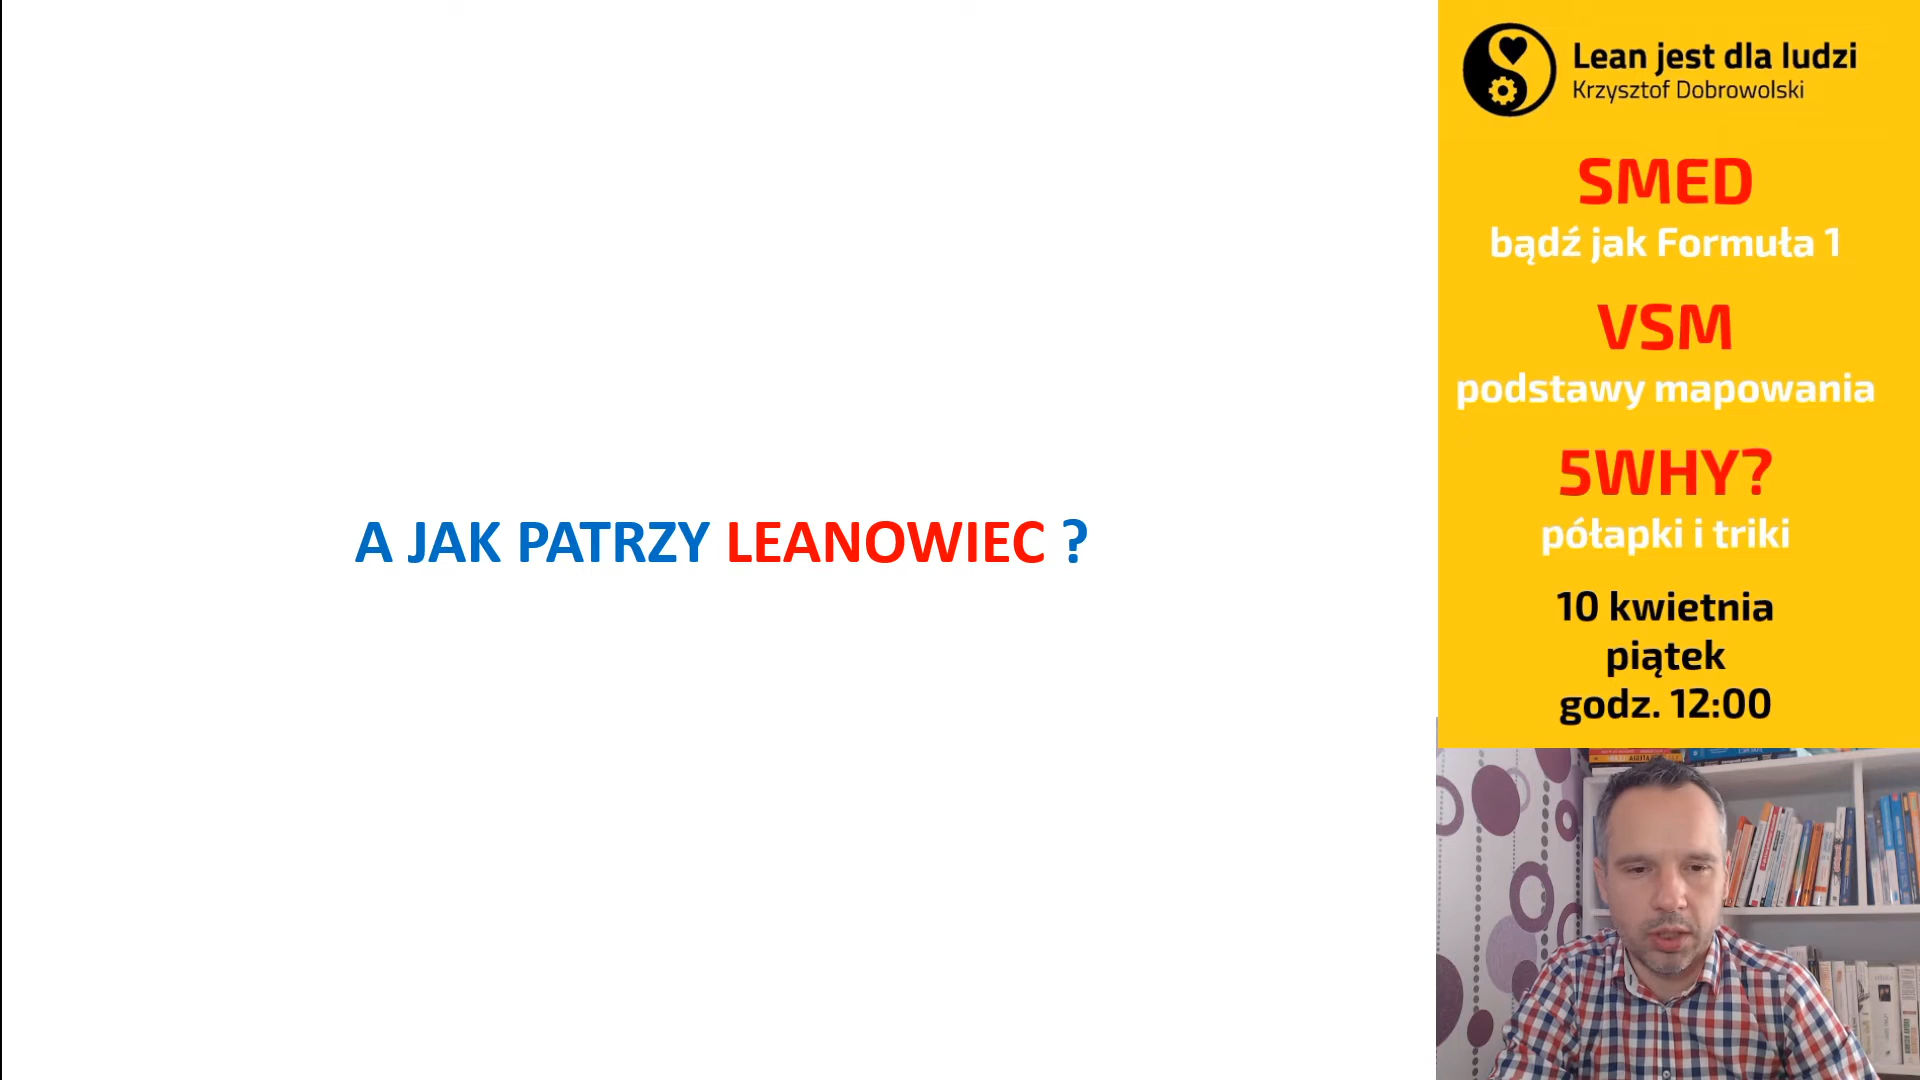 A JAK PATRZY LEANOWIEC ?
Lean jest dla ludzi
Krzysztof Dobrowolski
SMED
bądź jak Formuła 1
VSM
podstawy mapowania
5WHY?
półapki i triki
10 kwietnia
piątek
godz. 12:00